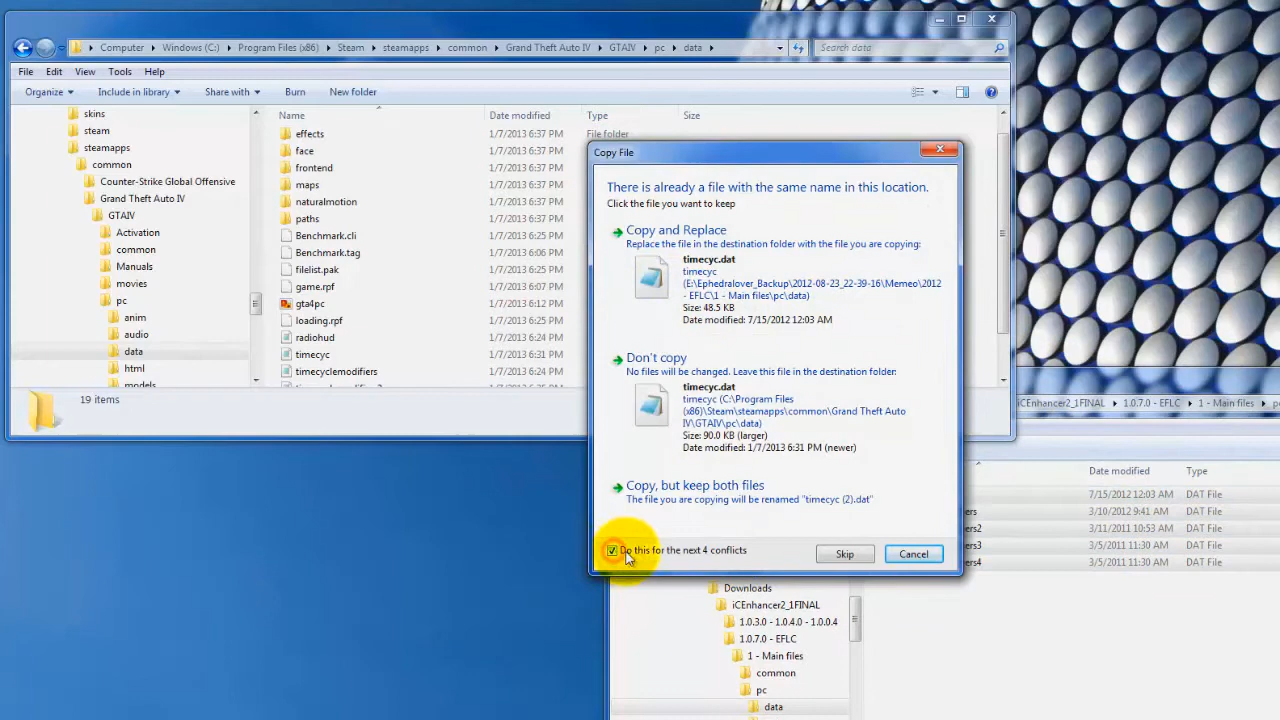 Computer Windows (C:) Program Files (x86) Steam steamapps common Grand Theft Auto IV GTAIV pc data
Search data
File Edit View Tools Help
Organize Include in library Share with Burn New folder
skins
steam
steamapps
common
Counter-Strike Global Offensive
Grand Theft Auto IV
GTAIV
Activation
common
Manuals
movies
pc
anim
audio
data
html
models
Name Date modified Type Size
effects 1/7/2013 6:37 PM File folder
face 1/7/2013 6:37 PM
frontend 1/7/2013 6:37 PM
maps 1/7/2013 6:37 PM
naturalmotion 1/7/2013 6:37 PM
paths 1/7/2013 6:37 PM
Benchmark.cli 1/7/2013 6:25 PM
Benchmark.tag 1/7/2013 6:06 PM
filelist.pak 1/7/2013 6:25 PM
game.rpf 1/7/2013 6:07 PM
gta4pc 1/7/2013 6:12 PM
loading.rpf 1/7/2013 6:25 PM
radiohud 1/7/2013 6:24 PM
timecyc 1/7/2013 6:31 PM
timecyclemodifiers 1/7/2013 6:24 PM
19 items
Copy File
There is already a file with the same name in this location.
Click the file you want to keep
Copy and Replace
Replace the file in the destination folder with the file you are copying:
timecyc.dat
timecyc
(E:\Ephedralover_Backup\2012-08-23_22-39-16\Memeo\2012
- EFLC\1 - Main files\pc\data)
Size: 48.5 KB
Date modified: 7/15/2012 12:03 AM
Don't copy
No files will be changed. Leave this file in the destination folder:
timecyc.dat
timecyc (C:\Program Files
(x86)\Steam\steamapps\common\Grand Theft Auto
IV\GTAIV\pc\data)
Size: 90.0 KB (larger)
Date modified: 1/7/2013 6:31 PM (newer)
Copy, but keep both files
The file you are copying will be renamed "timecyc (2).dat"
Do this for the next 4 conflicts
Skip Cancel
iCEnhancer2_1FINAL 1.0.7.0 - EFLC 1 - Main files
Date modified Type
7/15/2012 12:03 AM DAT File
ers 3/10/2012 9:41 AM DAT File
ers2 3/11/2011 10:53 AM DAT File
ers3 3/5/2011 11:30 AM DAT File
ers4 3/5/2011 11:30 AM DAT File
Downloads
iCEnhancer2_1FINAL
1.0.3.0 - 1.0.4.0 - 1.0.0.4
1.0.7.0 - EFLC
1 - Main files
common
pc
data